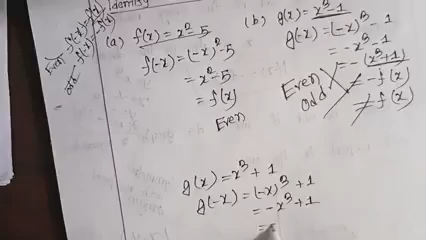 Identity
Even f(-x) = f(x)
odd f(-x) =
(a) f(x) = x² - 5
f(-x) = (-x)² - 5
= x² - 5
= f(x)
Even
(b) g(x) = x³ - 1
g(-x) = (-x)³ - 1
= -x³ - 1
= -(x³ + 1)
≠ -f(x)
≠ f(x)
Even
odd
g(x) = x³ + 1
g(-x) = (-x)³ + 1
= -x³ + 1
=